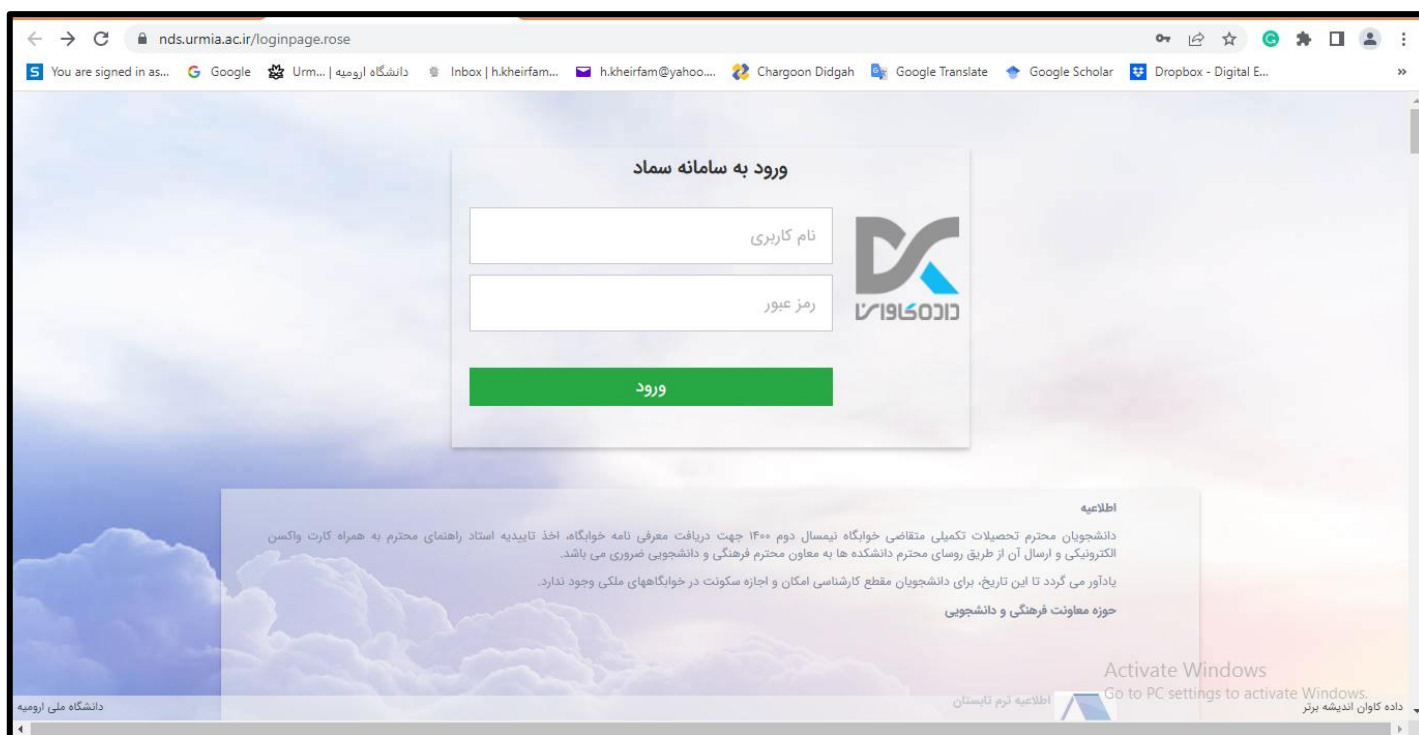 nds.urmia.ac.ir/loginpage.rose
S You are signed in as... G Google دانشگاه ارومیه | Urm... Inbox | h.kheirfam... h.kheirfam@yahoo.... Chargoon Didgah Google Translate Google Scholar Dropbox - Digital E... »
ورود به سامانه سماد
نام کاربری
رمز عبور
داده‌کاوان
ورود
اطلاعیه
دانشجویان محترم تحصیلات تکمیلی متقاضی خوابگاه نیمسال دوم ۱۴۰۰ جهت دریافت معرفی نامه خوابگاه، اخذ تاییدیه استاد راهنمای محترم به همراه کارت واکسن
الکترونیکی و ارسال آن از طریق روسای محترم دانشکده ها به معاون محترم فرهنگی و دانشجویی ضروری می باشد.
یادآور می گردد تا این تاریخ، برای دانشجویان مقطع کارشناسی امکان و اجازه سکونت در خوابگاههای ملکی وجود ندارد.
حوزه معاونت فرهنگی و دانشجویی
Activate Windows
Go to PC settings to activate Windows.
اطلاعیه ترم تابستان
داده کاوان اندیشه برتر
دانشگاه ملی ارومیه